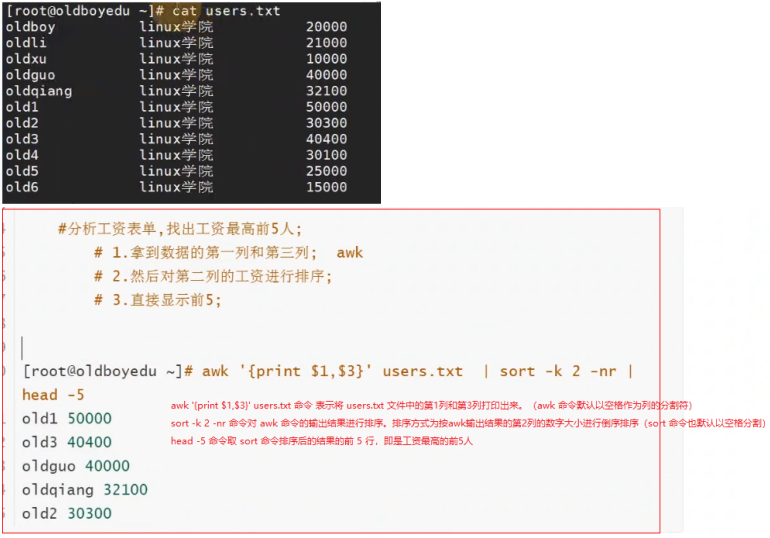 [root@oldboyedu ~]# cat users.txt
oldboy linux学院 20000
oldli linux学院 21000
oldxu linux学院 10000
oldguo linux学院 40000
oldqiang linux学院 32100
old1 linux学院 50000
old2 linux学院 30300
old3 linux学院 40400
old4 linux学院 30100
old5 linux学院 25000
old6 linux学院 15000
#分析工资表单,找出工资最高前5人;
# 1.拿到数据的第一列和第三列; awk
# 2.然后对第二列的工资进行排序;
# 3.直接显示前5;
[root@oldboyedu ~]# awk '{print $1,$3}' users.txt | sort -k 2 -nr |
head -5
old1 50000
old3 40400
oldguo 40000
oldqiang 32100
old2 30300
awk '{print $1,$3}' users.txt 命令 表示将 users.txt 文件中的第1列和第3列打印出来。（awk 命令默认以空格作为列的分割符）
sort -k 2 -nr 命令对 awk 命令的输出结果进行排序。排序方式为按awk输出结果的第2列的数字大小进行倒序排序（sort 命令也默认以空格分割）
head -5 命令取 sort 命令排序后的结果的前 5 行，即是工资最高的前5人